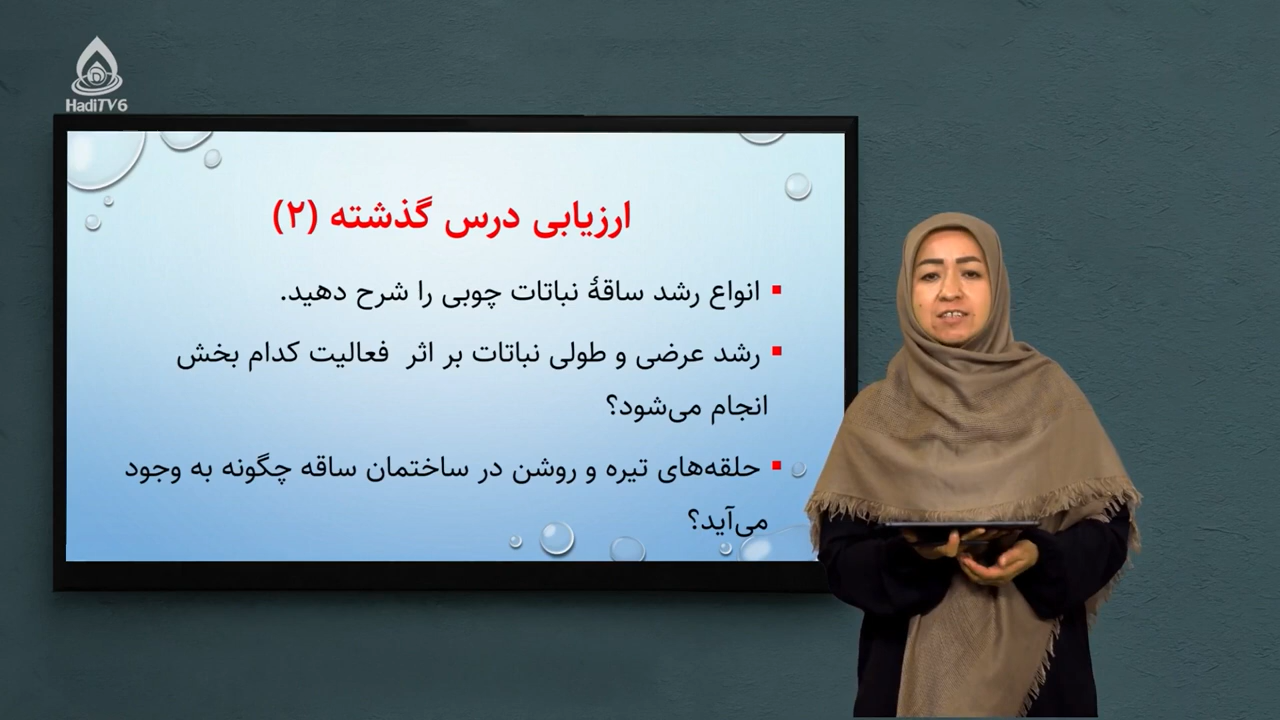 HadiTV6
ارزیابی درس گذشته (۲)
انواع رشد ساقهٔ نباتات چوبی را شرح دهید.
رشد عرضی و طولی نباتات بر اثر فعالیت کدام بخش
انجام می‌شود؟
حلقه‌های تیره و روشن در ساختمان ساقه چگونه به وجود
می‌آید؟